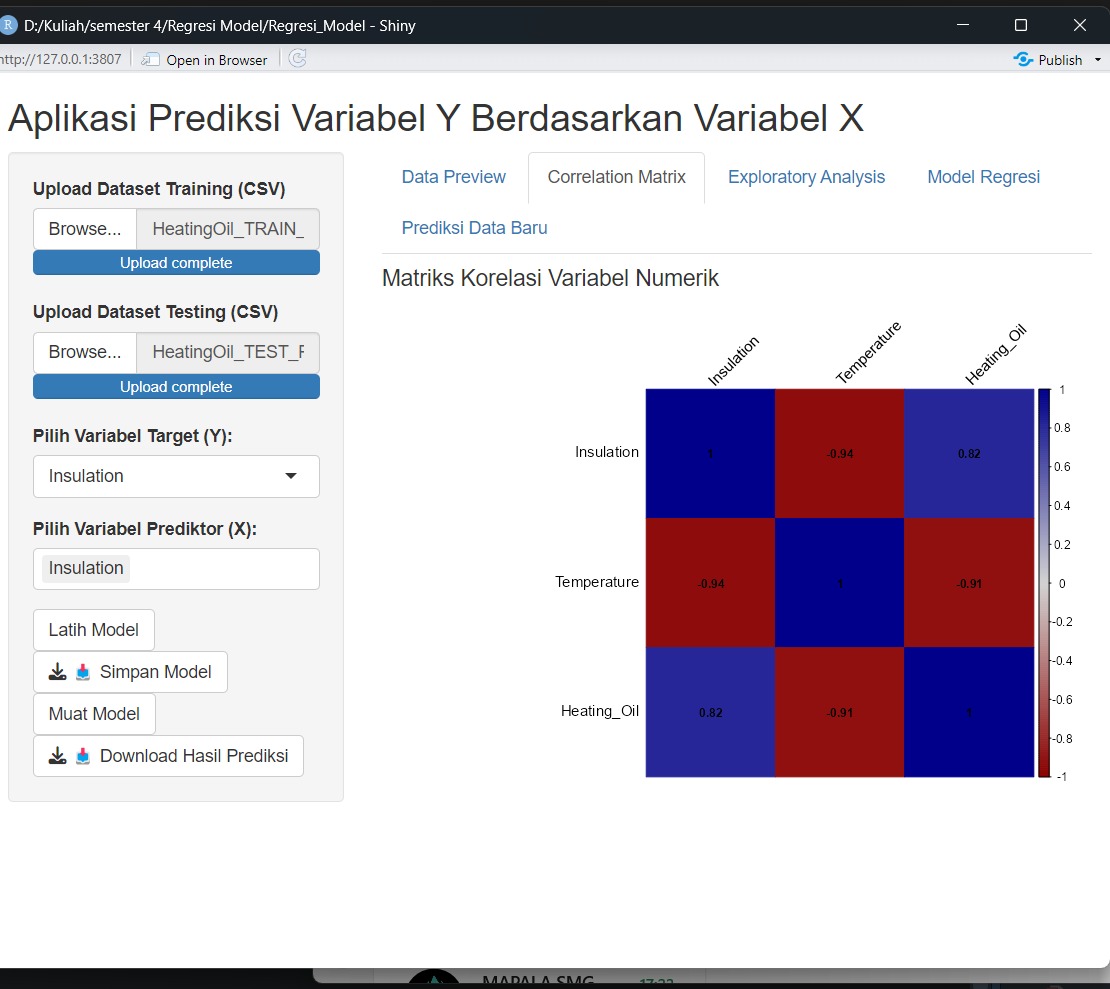 R D:/Kuliah/semester 4/Regresi Model/Regresi_Model - Shiny
http://127.0.0.1:3807 Open in Browser Publish
Aplikasi Prediksi Variabel Y Berdasarkan Variabel X
Upload Dataset Training (CSV)
Browse... HeatingOil_TRAIN_
Upload complete
Upload Dataset Testing (CSV)
Browse... HeatingOil_TEST_F
Upload complete
Pilih Variabel Target (Y):
Insulation
Pilih Variabel Prediktor (X):
Insulation
Latih Model
Simpan Model
Muat Model
Download Hasil Prediksi
Data Preview Correlation Matrix Exploratory Analysis Model Regresi
Prediksi Data Baru
Matriks Korelasi Variabel Numerik
Insulation Temperature Heating_Oil
Insulation 1 -0.94 0.82
Temperature -0.94 1 -0.91
Heating_Oil 0.82 -0.91 1
1
0.8
0.6
0.4
0.2
0
-0.2
-0.4
-0.6
-0.8
-1
MAPALA SMG 17:22